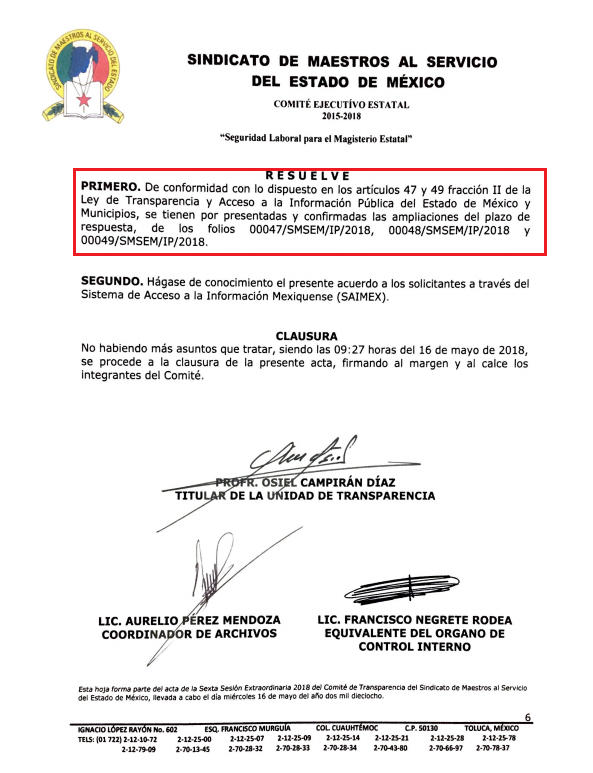 SINDICATO DE MAESTROS AL SERVICIO DEL ESTADO
SINDICATO DE MAESTROS AL SERVICIO
DEL ESTADO DE MÉXICO
COMITÉ EJECUTÍVO ESTATAL
2015-2018
“Seguridad Laboral para el Magisterio Estatal”
R E S U E L V E
PRIMERO. De conformidad con lo dispuesto en los artículos 47 y 49 fracción II de la
Ley de Transparencia y Acceso a la Información Pública del Estado de México y
Municipios, se tienen por presentadas y confirmadas las ampliaciones del plazo de
respuesta, de los folios 00047/SMSEM/IP/2018, 00048/SMSEM/IP/2018 y
00049/SMSEM/IP/2018.
SEGUNDO. Hágase de conocimiento el presente acuerdo a los solicitantes a través del
Sistema de Acceso a la Información Mexiquense (SAIMEX).
CLAUSURA
No habiendo más asuntos que tratar, siendo las 09:27 horas del 16 de mayo de 2018,
se procede a la clausura de la presente acta, firmando al margen y al calce los
integrantes del Comité.
PROFR. OSIEL CAMPIRÁN DÍAZ
TITULAR DE LA UNIDAD DE TRANSPARENCIA
LIC. AURELIO PÉREZ MENDOZA
COORDINADOR DE ARCHIVOS
LIC. FRANCISCO NEGRETE RODEA
EQUIVALENTE DEL ORGANO DE
CONTROL INTERNO
Esta hoja forma parte del acta de la Sexta Sesión Extraordinaria 2018 del Comité de Transparencia del Sindicato de Maestros al Servicio
del Estado de México, llevada a cabo el día miércoles 16 de mayo del año dos mil dieciocho.
6
IGNACIO LÓPEZ RAYÓN No. 602 ESQ. FRANCISCO MURGUÍA COL. CUAUHTÉMOC C.P. 50130 TOLUCA, MÉXICO
TELS: (01 722) 2-12-10-72 2-12-25-00 2-12-25-07 2-12-25-09 2-12-25-14 2-12-25-21 2-12-25-28 2-12-25-78
2-12-79-09 2-70-13-45 2-70-28-32 2-70-28-33 2-70-28-34 2-70-43-80 2-70-66-97 2-70-78-37